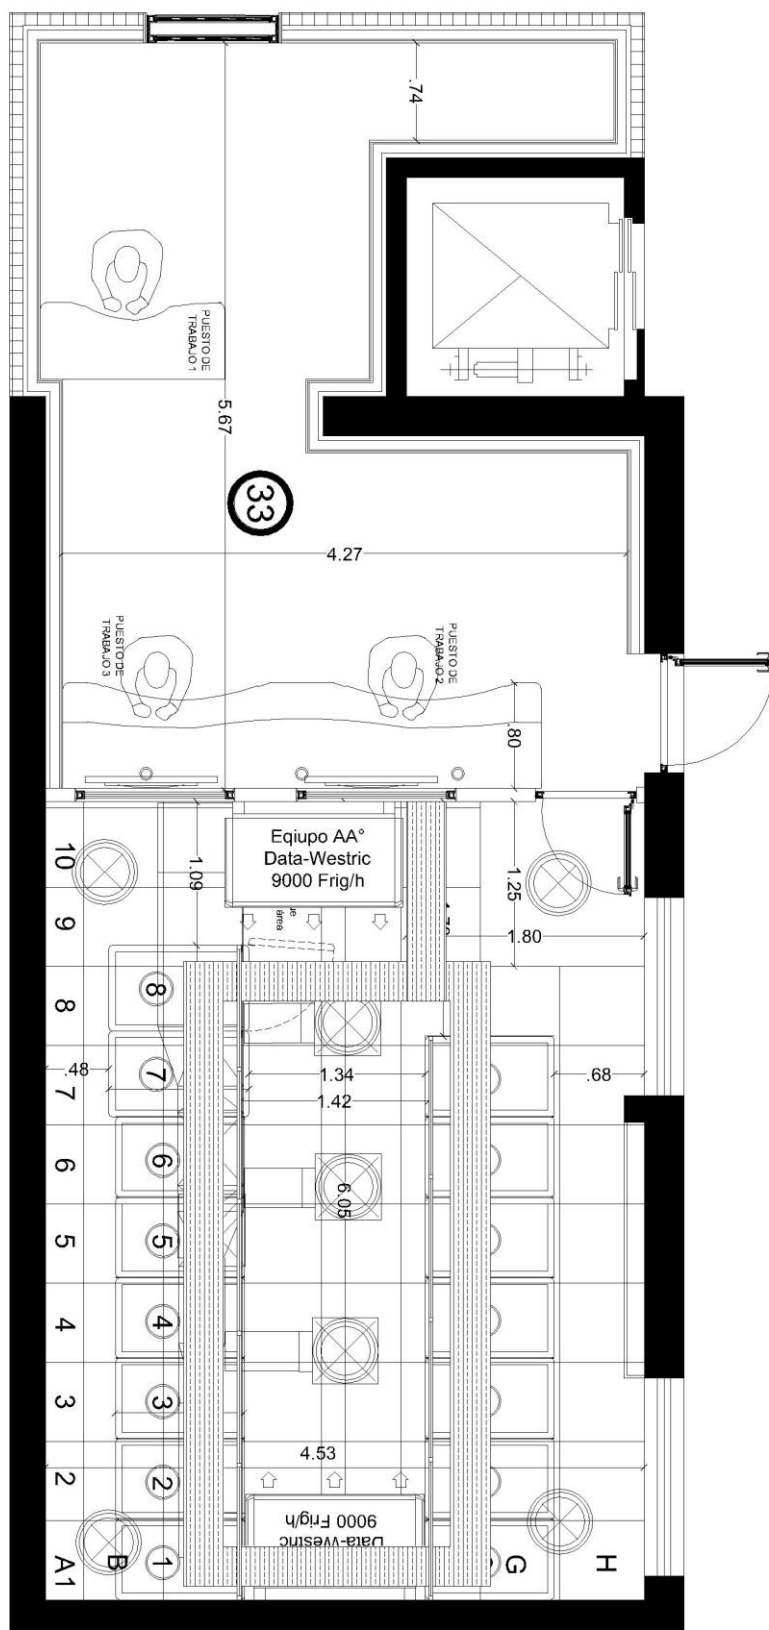 .74
PUESTO DE
TRABAJO 1
5.67
33
4.27
PUESTO DE
TRABAJO 3
PUESTO DE
TRABAJO 2
.80
10
1.09
Eqiupo AA°
Data-Westric
9000 Frig/h
1.25
9
ue
área
1.80
8
8
.48
7
7
1.34
.68
1.42
6
6
6.05
5
5
4
4
3
3
4.53
2
2
9000 Frig/h
Data-Westric
A1
B
1
G
H